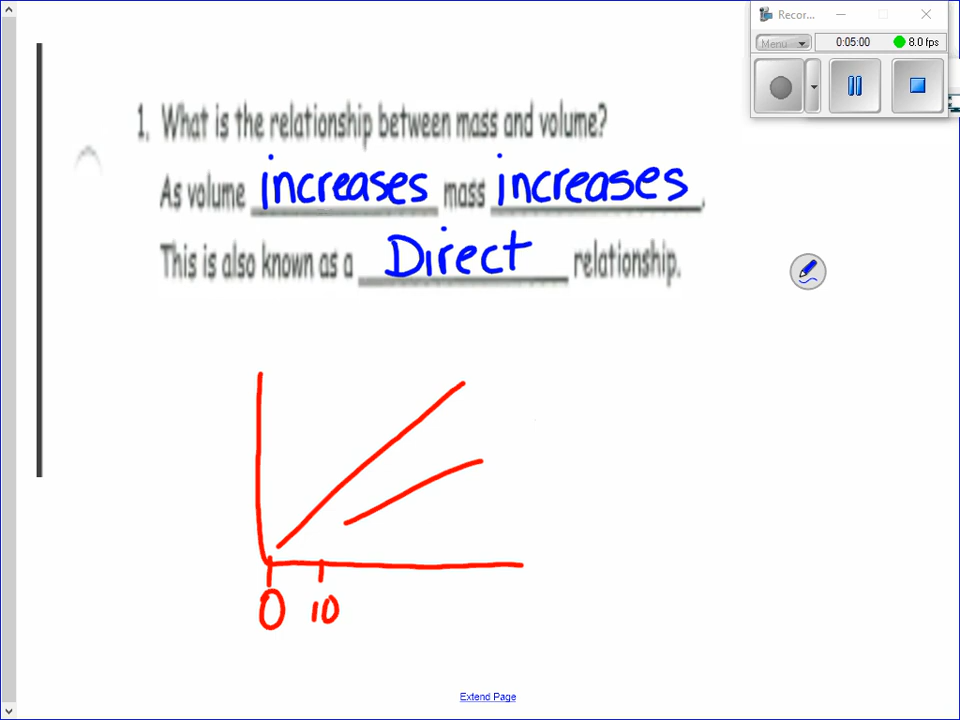 Recor...
Menu
0:05:00
8.0 fps
1. What is the relationship between mass and volume?
As volume increases mass increases.
This is also known as a Direct relationship.
0 10
Extend Page